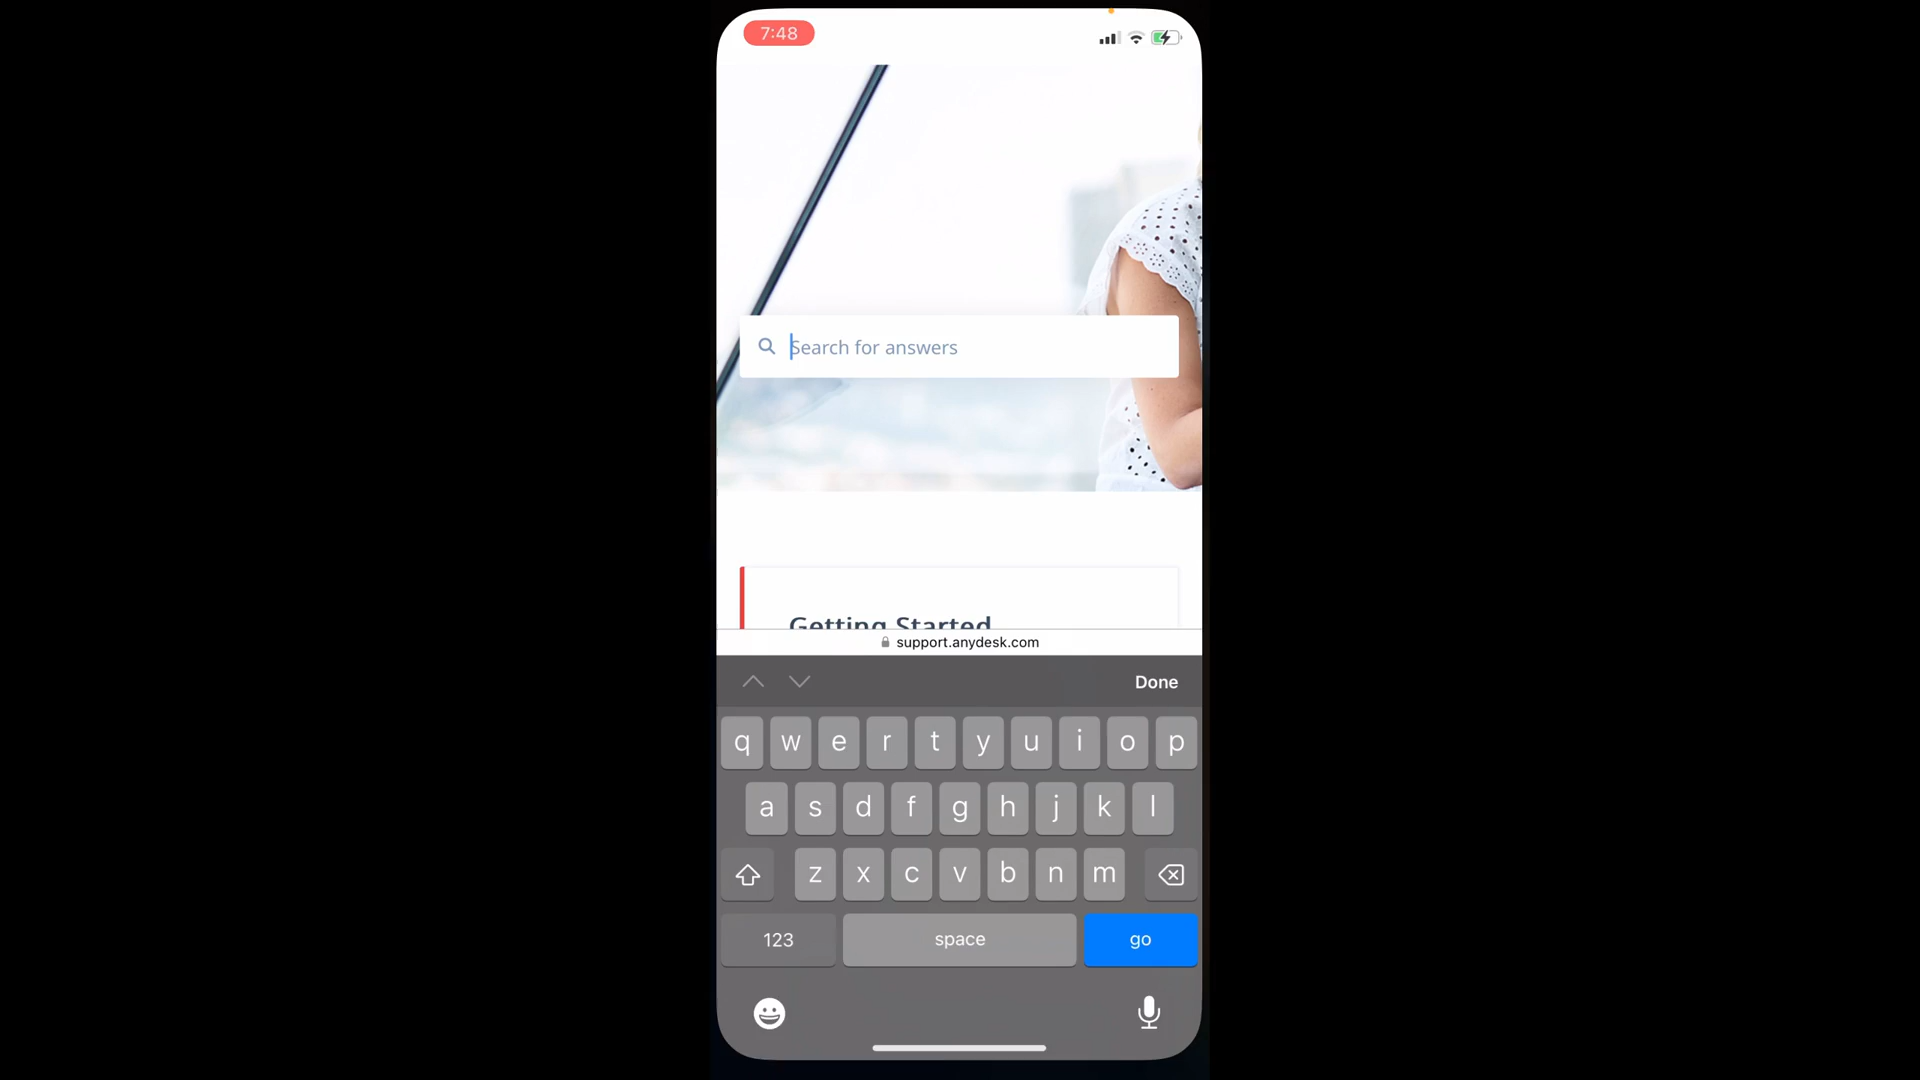 7:48
Search for answers
Getting Started
support.anydesk.com
Done
q w e r t y u i o p
a s d f g h j k l
z x c v b n m
123 space go